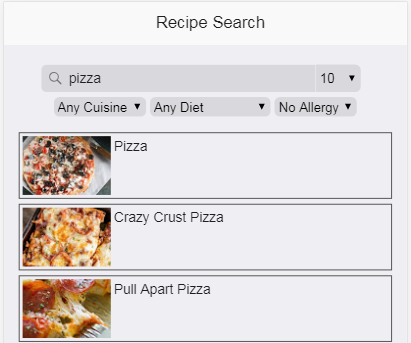 Recipe Search
pizza 10
Any Cuisine Any Diet No Allergy
Pizza
Crazy Crust Pizza
Pull Apart Pizza